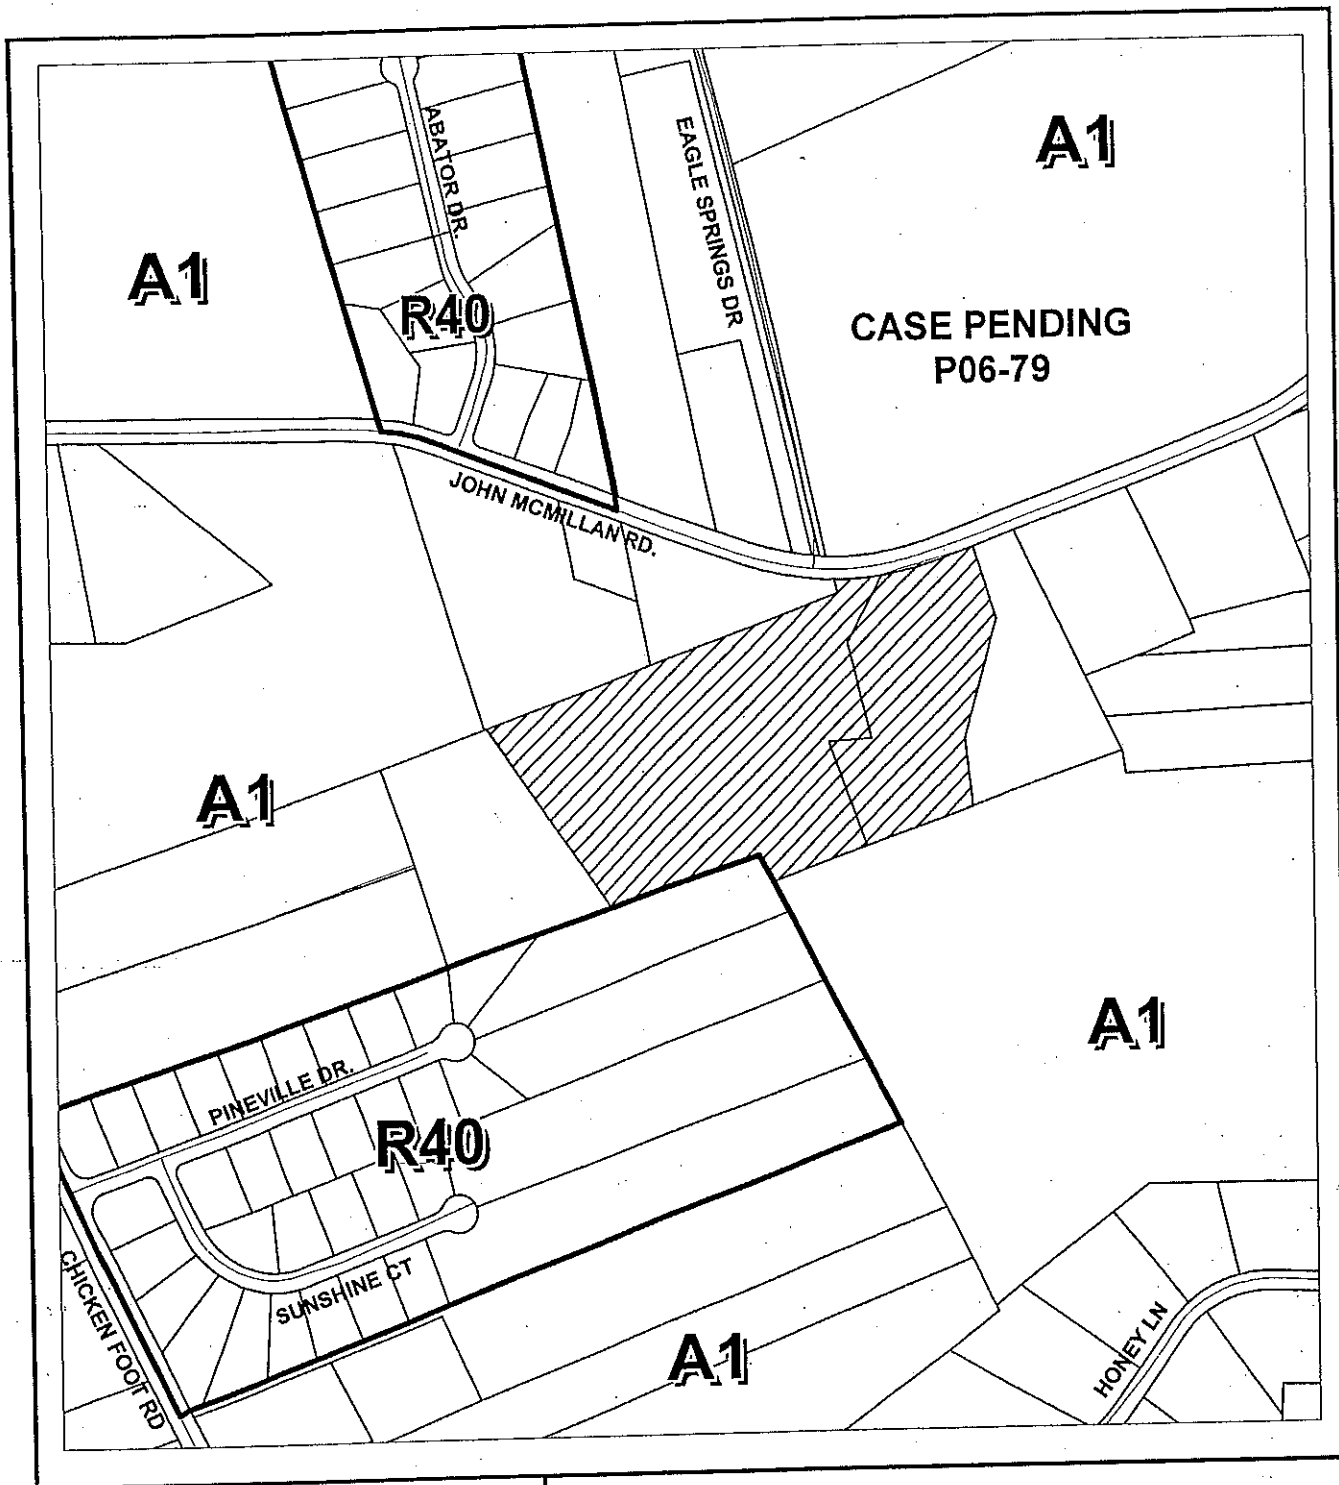 ABATOR DR.
EAGLE SPRINGS DR
A1
A1
R40
CASE PENDING
P06-79
JOHN MCMILLAN RD.
A1
A1
PINEVILLE DR.
R40
SUNSHINE CT
CHICKEN FOOT RD
A1
HONEY LN